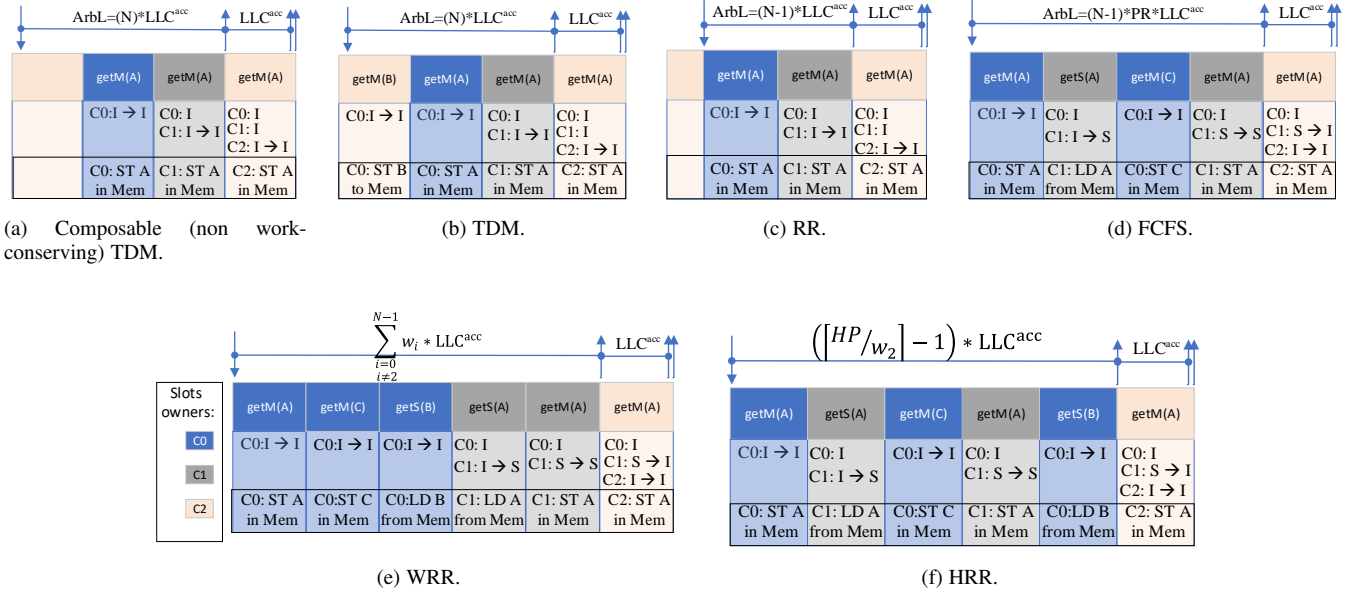 ArbL=(N)*LLC^acc LLC^acc
getM(A) getM(A) getM(A)
C0:I → I C0: I C0: I
C1: I → I C1: I
C2: I → I
C0: ST A C1: ST A C2: ST A
in Mem in Mem in Mem
(a) Composable (non work-
conserving) TDM.
ArbL=(N)*LLC^acc LLC^acc
getM(B) getM(A) getM(A) getM(A)
C0:I → I C0:I → I C0: I C0: I
C1: I → I C1: I
C2: I → I
C0: ST B C0: ST A C1: ST A C2: ST A
to Mem in Mem in Mem in Mem
(b) TDM.
ArbL=(N-1)*LLC^acc LLC^acc
getM(A) getM(A) getM(A)
C0:I → I C0: I C0: I
C1: I → I C1: I
C2: I → I
C0: ST A C1: ST A C2: ST A
in Mem in Mem in Mem
(c) RR.
ArbL=(N-1)*PR*LLC^acc LLC^acc
getM(A) getS(A) getM(C) getM(A) getM(A)
C0:I → I C0: I C0:I → I C0: I C0: I
C1: I → S C1: S → S C1: S → I
C2: I → I
C0: ST A C1: LD A C0:ST C C1: ST A C2: ST A
in Mem from Mem in Mem in Mem in Mem
(d) FCFS.
N−1
∑ w_i * LLC^acc LLC^acc
i=0
i≠2
Slots
owners:
C0
C1
C2
getM(A) getM(C) getS(B) getS(A) getM(A) getM(A)
C0:I → I C0:I → I C0:I → I C0: I C0: I C0: I
C1: I → S C1: S → S C1: S → I
C2: I → I
C0: ST A C0:ST C C0:LD B C1: LD A C1: ST A C2: ST A
in Mem in Mem from Mem from Mem in Mem in Mem
(e) WRR.
(⌈HP/w_2⌉ − 1) * LLC^acc LLC^acc
getM(A) getS(A) getM(C) getM(A) getS(B) getM(A)
C0:I → I C0: I C0:I → I C0: I C0:I → I C0: I
C1: I → S C1: S → S C1: S → I
C2: I → I
C0: ST A C1: LD A C0:ST C C1: ST A C0:LD B C2: ST A
in Mem from Mem in Mem in Mem from Mem in Mem
(f) HRR.